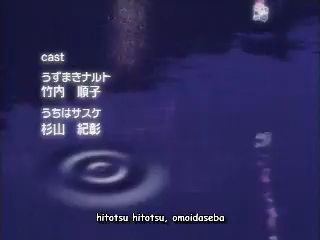 cast
うずまきナルト
竹内 順子
うちはサスケ
杉山 紀彰
hitotsu hitotsu, omoidaseba